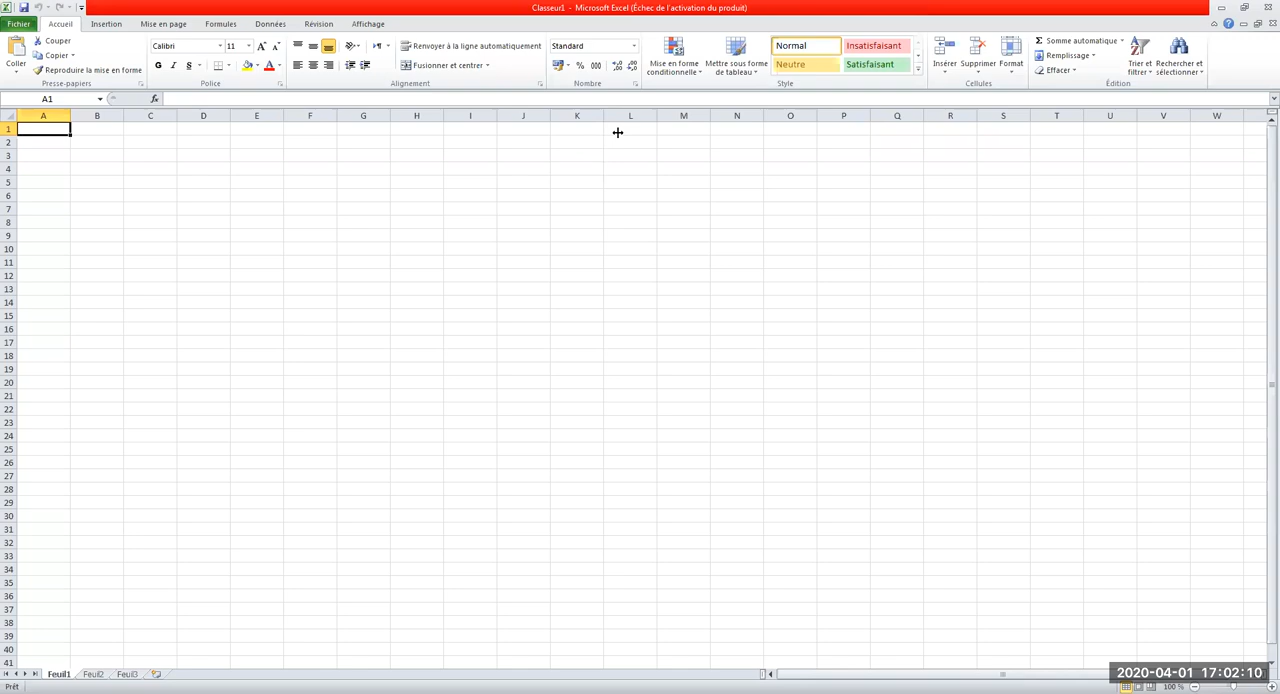 Classeur1 - Microsoft Excel (Échec de l'activation du produit)
Fichier Accueil Insertion Mise en page Formules Données Révision Affichage
Coller
Couper
Copier
Reproduire la mise en forme
Presse-papiers
Calibri 11
G I S
Police
Renvoyer à la ligne automatiquement
Fusionner et centrer
Alignement
Standard
% 000
Nombre
Mise en forme conditionnelle
Mettre sous forme de tableau
Normal Insatisfaisant
Neutre Satisfaisant
Style
Insérer Supprimer Format
Cellules
Σ Somme automatique
Remplissage
Effacer
Trier et filtrer
Rechercher et sélectionner
Édition
A1 fx
A B C D E F G H I J K L M N O P Q R S T U V W
1
2
3
4
5
6
7
8
9
10
11
12
13
14
15
16
17
18
19
20
21
22
23
24
25
26
27
28
29
30
31
32
33
34
35
36
37
38
39
40
41
Feuil1 Feuil2 Feuil3
2020-04-01 17:02:10
Prêt 100 %